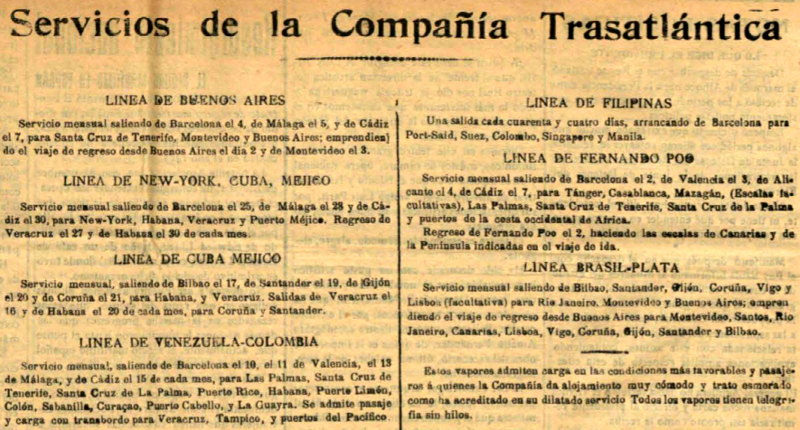 Servicios de la Compañía Trasatlántica
LINEA DE BUENOS AIRES
Servicio mensual saliendo de Barcelona el 4, de Málaga el 5, y de Cádiz
el 7, para Santa Cruz de Tenerife, Montevideo y Buenos Aires; emprendien)
do el viaje de regreso desde Buenos Aires el día 2 y de Montevideo el 3.
LINEA DE NEW-YORK, CUBA, MEJICO
Servicio mensual saliendo de Barcelona el 25, de Málaga el 28 y de Cá-
diz el 30, para New-York, Habana, Veracruz y Puerto Méjico. Regreso de
Veracruz el 27 y de Habana el 30 de cada mes.
LINEA DE CUBA MEJICO
Servicio mensual, saliendo de Bilbao el 17, de Santander el 19, de Gijón
el 20 y de Coruña el 21, para Habana, y Veracruz. Salidas de Veracruz el
16 y de Habana el 20 de cada mes, para Coruña y Santander.
LINEA DE VENEZUELA-COLOMBIA
Servicio mensual, saliendo de Barcelona el 10, el 11 de Valencia, el 13
de Málaga, y de Cádiz el 15 de cada mes, para Las Palmas, Santa Cruz de
Tenerife, Santa Cruz de La Palma, Puerto Rico, Habana, Puerto Limón,
Colón, Sabanilla, Curaçao, Puerto Cabello, y La Guayra. Se admite pasaje
y carga con transbordo para Veracruz, Tampico, y puertos del Pacífico.
LINEA DE FILIPINAS
Una salida cada cuarenta y cuatro días, arrancando de Barcelona para
Port-Said, Suez, Colombo, Singapore y Manila.
LINEA DE FERNANDO POO
Servicio mensual saliendo de Barcelona el 2, de Valencia el 3, de Ali-
cante el 4, de Cádiz el 7, para Tánger, Casablanca, Mazagán, (Escalas fa-
cultativas), Las Palmas, Santa Cruz de Tenerife, Santa Cruz de la Palma
y puertos de la costa occidental de Africa.
Regreso de Fernando Poo el 2, haciendo las escalas de Canarias y de
la Península indicadas en el viaje de ida.
LINEA BRASIL-PLATA
Servicio mensual saliendo de Bilbao, Santander, Gijón, Coruña, Vigo y
Lisboa (facultativa) para Río Janeiro. Montevideo y Buenos Aires; empren
diendo el viaje de regreso desde Buenos Aires para Montevideo, Santos, Río
Janeiro, Canarias, Lisboa, Vigo, Coruña, Gijón, Santander y Bilbao.
Estos vapores admiten carga en las condiciones más favorables y pasaje-
ros á quienes la Compañía da alojamiento muy cómodo y trato esmerado
como ha acreditado en su dilatado servicio Todos los vapores tienen telegra-
fía sin hilos.